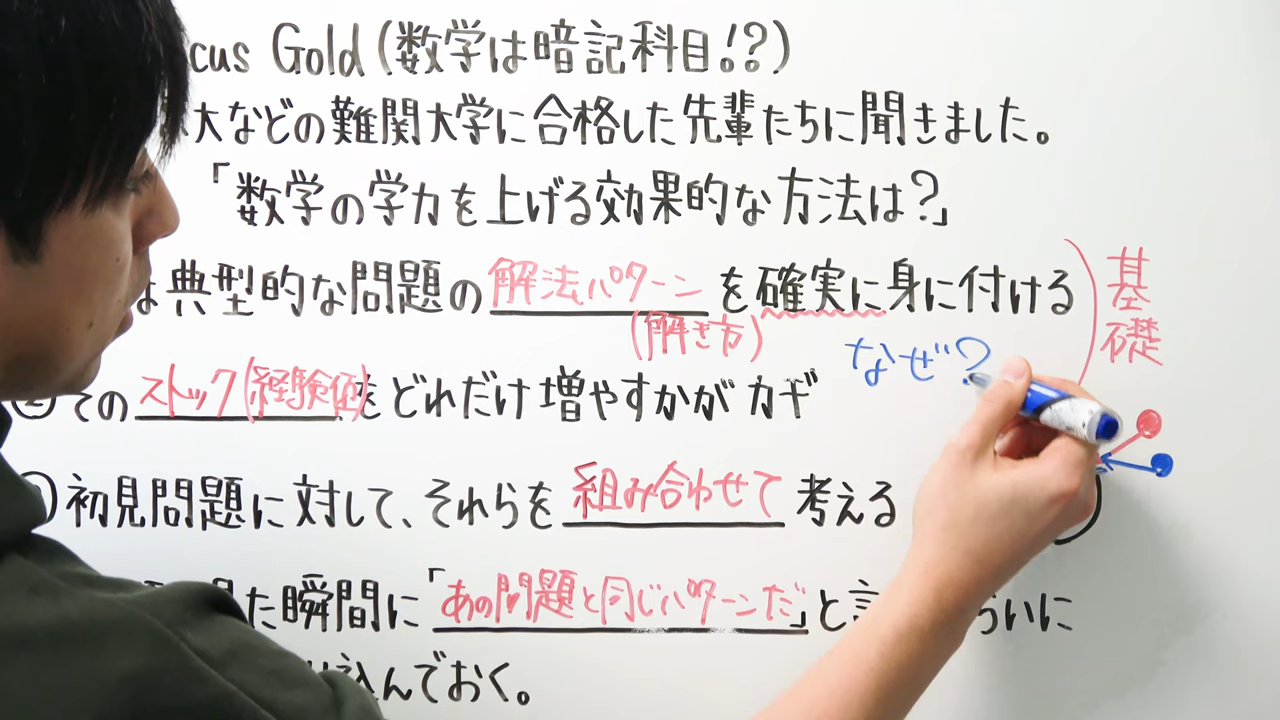 cus Gold (数学は暗記科目!?)
大などの難関大学に合格した先輩たちに聞きました。
「数学の学力を上げる効果的な方法は?」
典型的な問題の解法パターンを確実に身に付ける
(解き方)
基礎
なぜ?
その ストック(経験値)をどれだけ増やすかがカギ
初見問題に対して、それらを組み合わせて考える
た瞬間に「あの問題と同じパターンだ」と らいに
込んでおく。